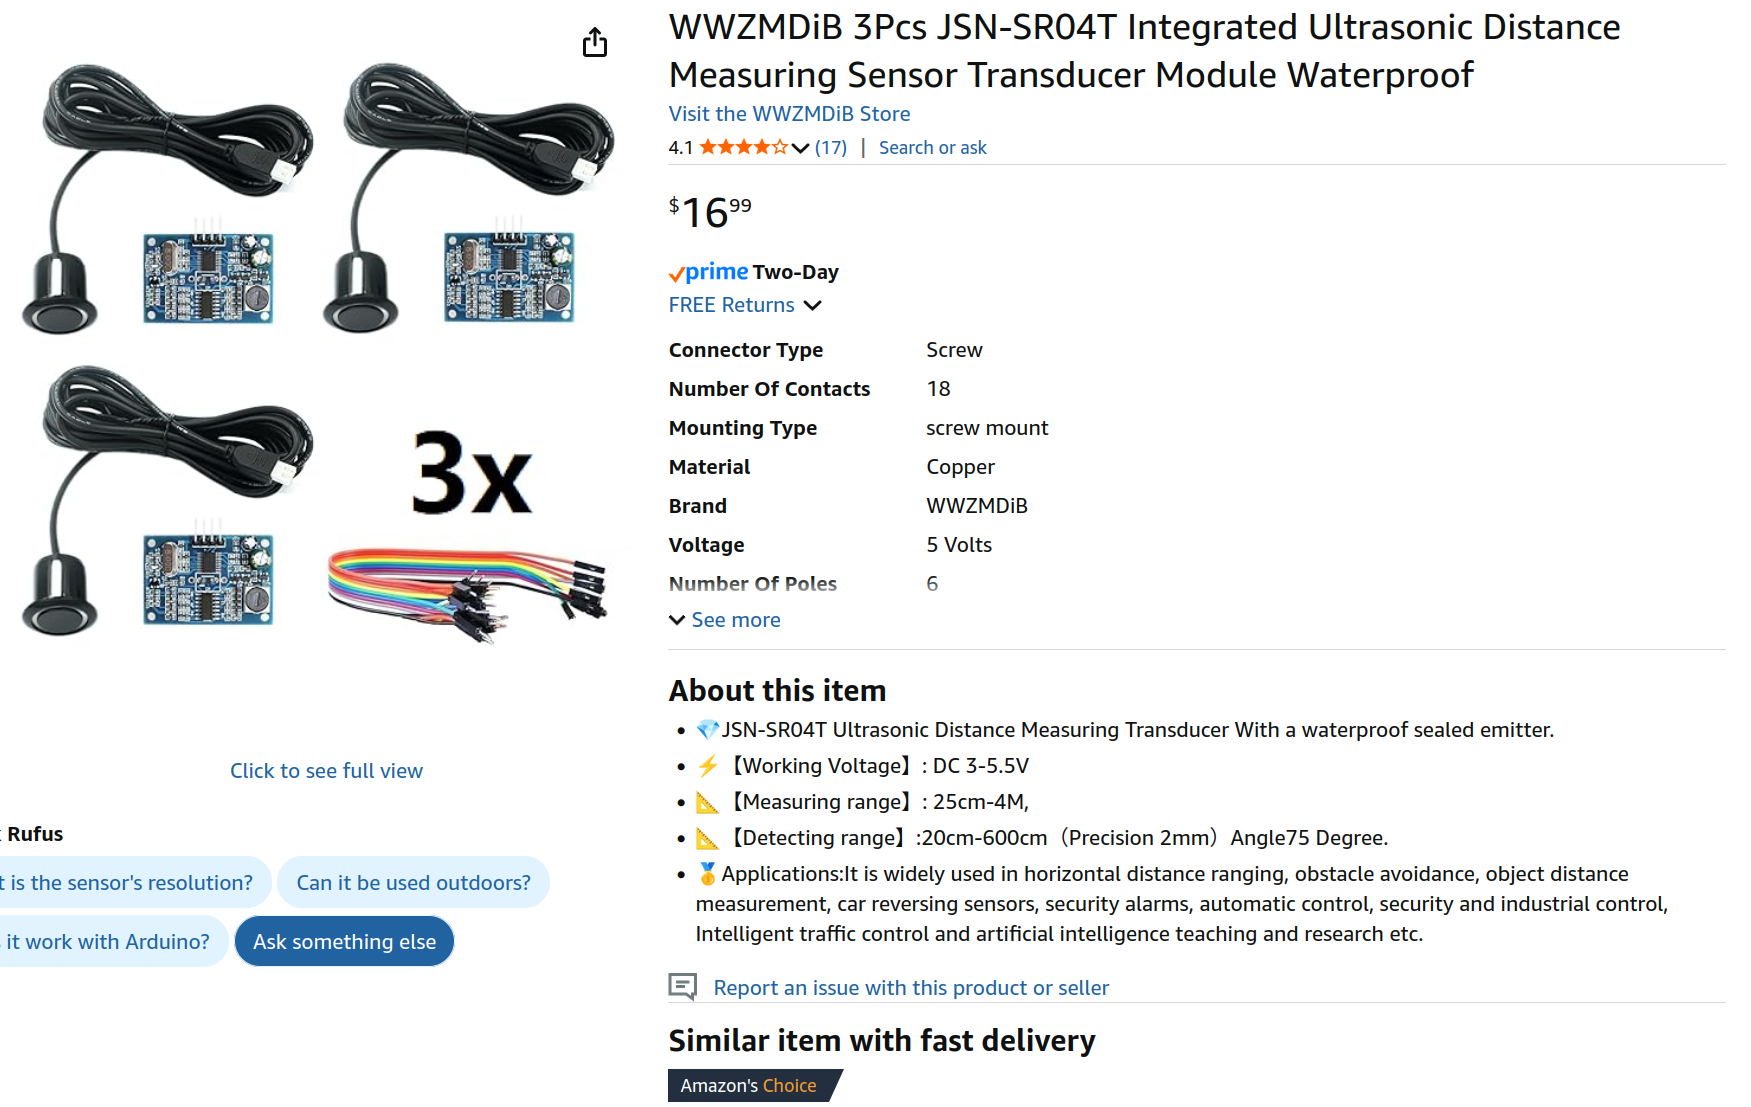 WWZMDiB 3Pcs JSN-SR04T Integrated Ultrasonic Distance
Measuring Sensor Transducer Module Waterproof
Visit the WWZMDiB Store
4.1 (17) | Search or ask
$16.99
prime Two-Day
FREE Returns
Connector Type Screw
Number Of Contacts 18
Mounting Type screw mount
Material Copper
Brand WWZMDiB
Voltage 5 Volts
Number Of Poles 6
See more
About this item
• 💎JSN-SR04T Ultrasonic Distance Measuring Transducer With a waterproof sealed emitter.
• ⚡【Working Voltage】: DC 3-5.5V
• 📐【Measuring range】: 25cm-4M,
• 📐【Detecting range】:20cm-600cm（Precision 2mm）Angle75 Degree.
• 🏅Applications:It is widely used in horizontal distance ranging, obstacle avoidance, object distance
measurement, car reversing sensors, security alarms, automatic control, security and industrial control,
Intelligent traffic control and artificial intelligence teaching and research etc.
Report an issue with this product or seller
Similar item with fast delivery
Amazon's Choice
3x
Click to see full view
Rufus
is the sensor's resolution?
Can it be used outdoors?
it work with Arduino?
Ask something else